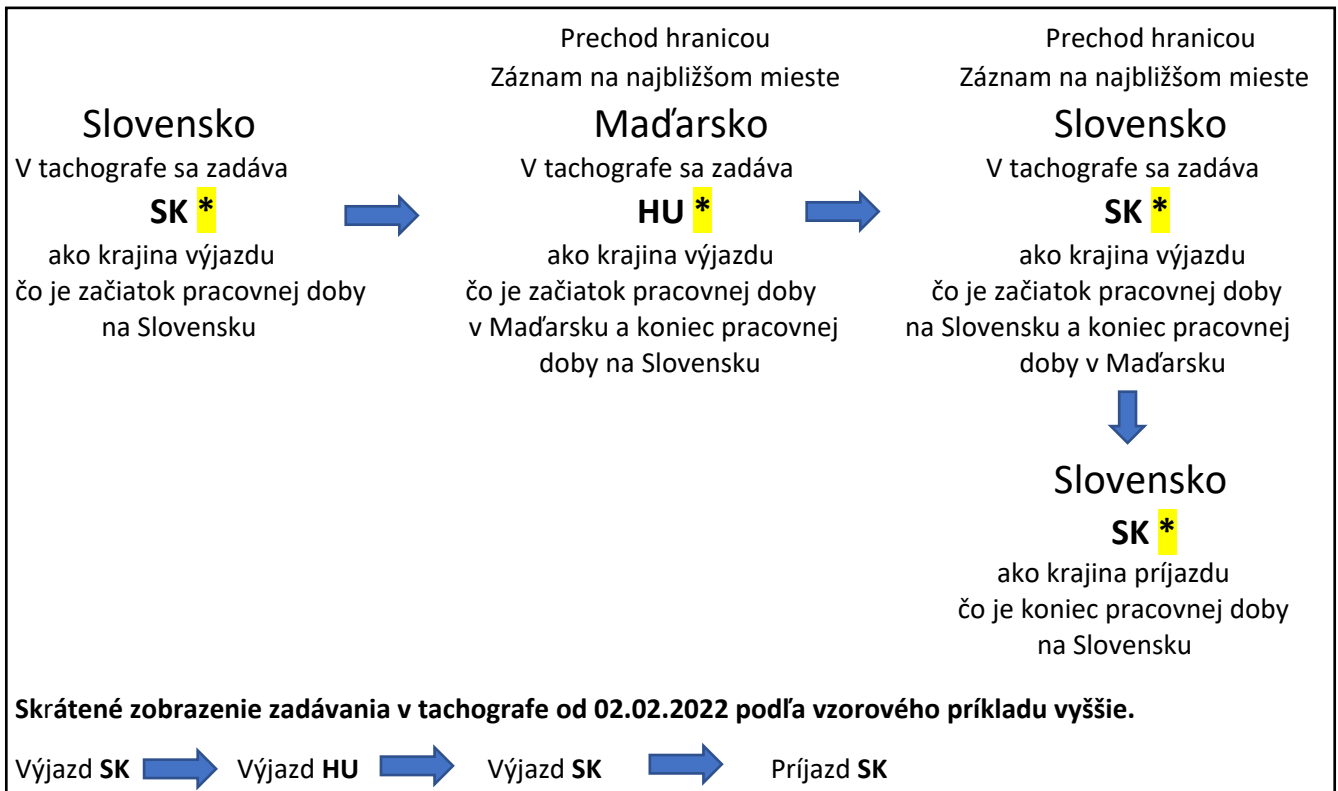 Slovensko
V tachografe sa zadáva
SK *
ako krajina výjazdu
čo je začiatok pracovnej doby
na Slovensku
Prechod hranicou
Záznam na najbližšom mieste
Maďarsko
V tachografe sa zadáva
HU *
ako krajina výjazdu
čo je začiatok pracovnej doby
v Maďarsku a koniec pracovnej
doby na Slovensku
Prechod hranicou
Záznam na najbližšom mieste
Slovensko
V tachografe sa zadáva
SK *
ako krajina výjazdu
čo je začiatok pracovnej doby
na Slovensku a koniec pracovnej
doby v Maďarsku
Slovensko
SK *
ako krajina príjazdu
čo je koniec pracovnej doby
na Slovensku
Skrátené zobrazenie zadávania v tachografe od 02.02.2022 podľa vzorového príkladu vyššie.
Výjazd SK Výjazd HU Výjazd SK Príjazd SK